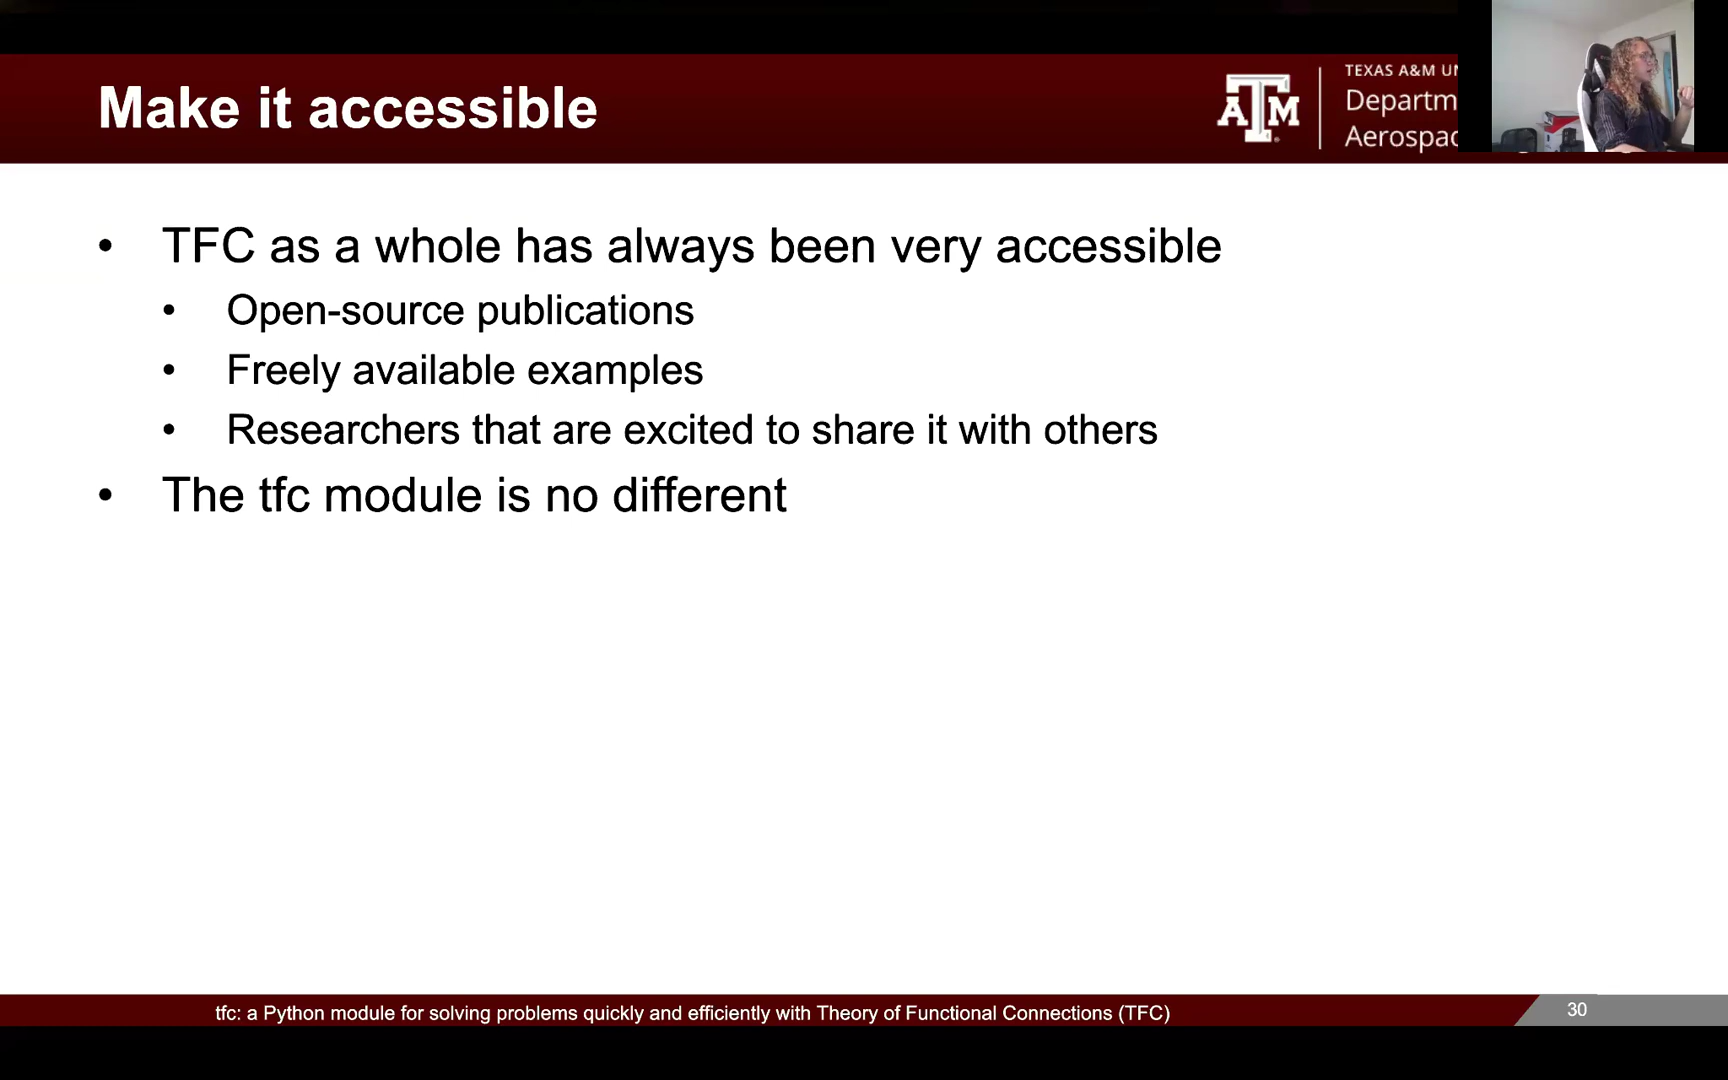 Make it accessible
ATM
TEXAS A&M
Departm
Aerospac
• TFC as a whole has always been very accessible
• Open-source publications
• Freely available examples
• Researchers that are excited to share it with others
• The tfc module is no different
tfc: a Python module for solving problems quickly and efficiently with Theory of Functional Connections (TFC)
30